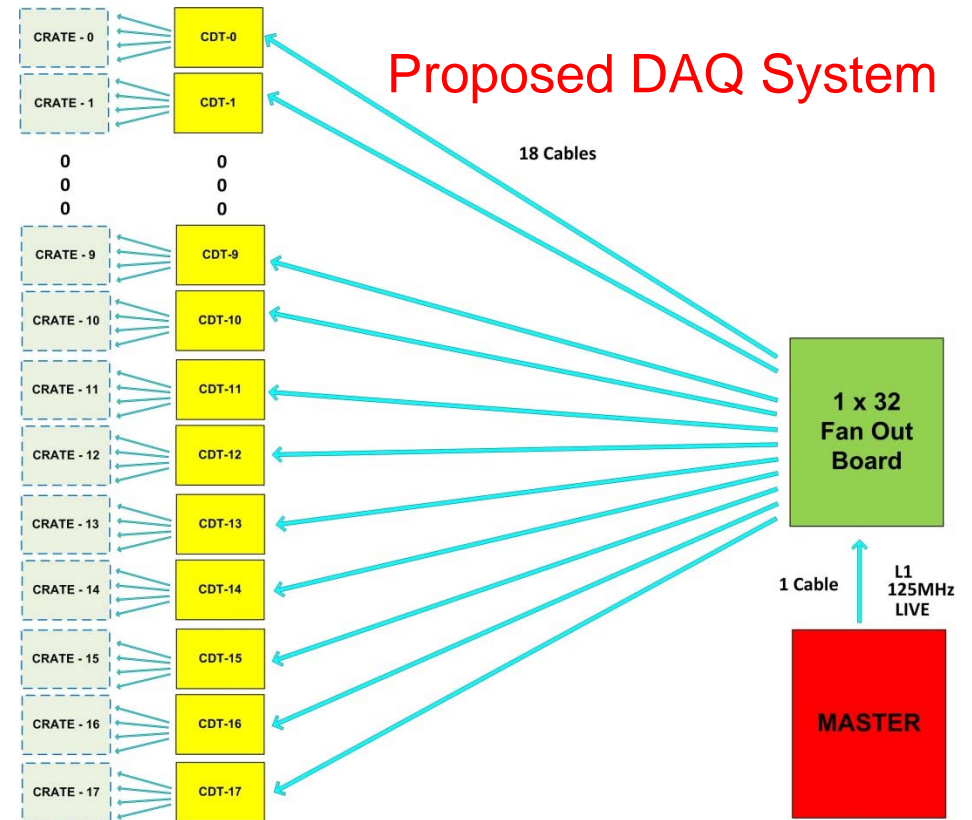 Proposed DAQ System
CRATE - 0
CDT-0
CRATE - 1
CDT-1
18 Cables
0
0
0
0
0
0
CRATE - 9
CDT-9
CRATE - 10
CDT-10
CRATE - 11
CDT-11
CRATE - 12
CDT-12
CRATE - 13
CDT-13
CRATE - 14
CDT-14
CRATE - 15
CDT-15
CRATE - 16
CDT-16
CRATE - 17
CDT-17
1 x 32
Fan Out
Board
1 Cable
L1
125MHz
LIVE
MASTER